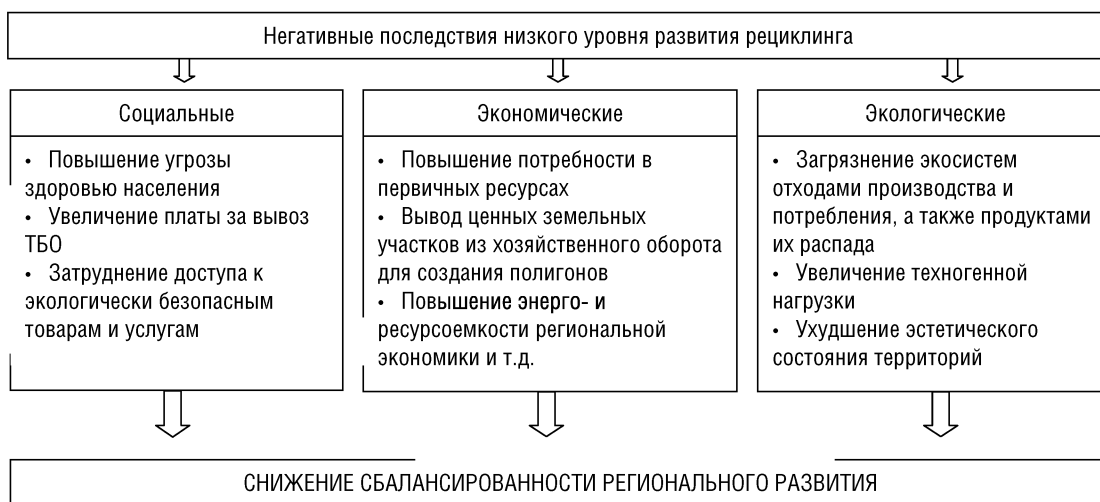 Негативные последствия низкого уровня развития рециклинга
Социальные
• Повышение угрозы
здоровью населения
• Увеличение платы за вывоз
ТБО
• Затруднение доступа к
экологически безопасным
товарам и услугам
Экономические
• Повышение потребности в
первичных ресурсах
• Вывод ценных земельных
участков из хозяйственного оборота
для создания полигонов
• Повышение энерго- и
ресурсоемкости региональной
экономики и т.д.
Экологические
• Загрязнение экосистем
отходами производства и
потребления, а также продуктами
их распада
• Увеличение техногенной
нагрузки
• Ухудшение эстетического
состояния территорий
СНИЖЕНИЕ СБАЛАНСИРОВАННОСТИ РЕГИОНАЛЬНОГО РАЗВИТИЯ